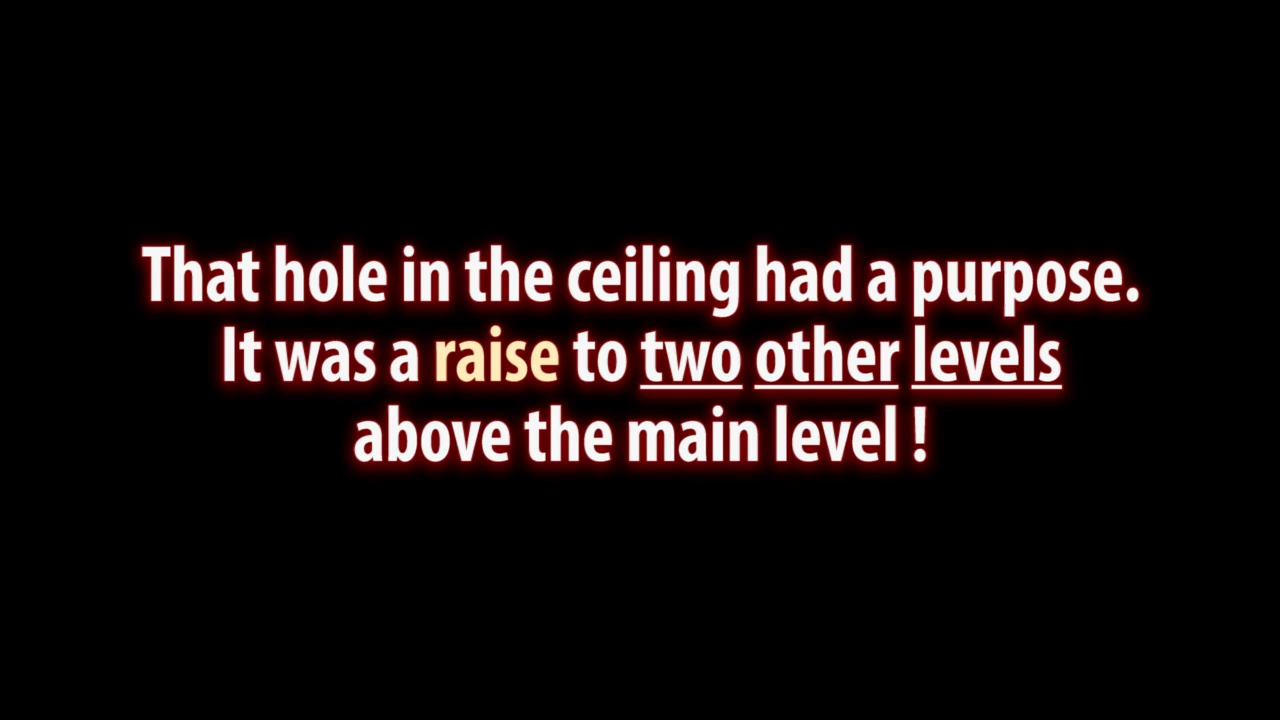 That hole in the ceiling had a purpose.
It was a raise to two other levels
above the main level !